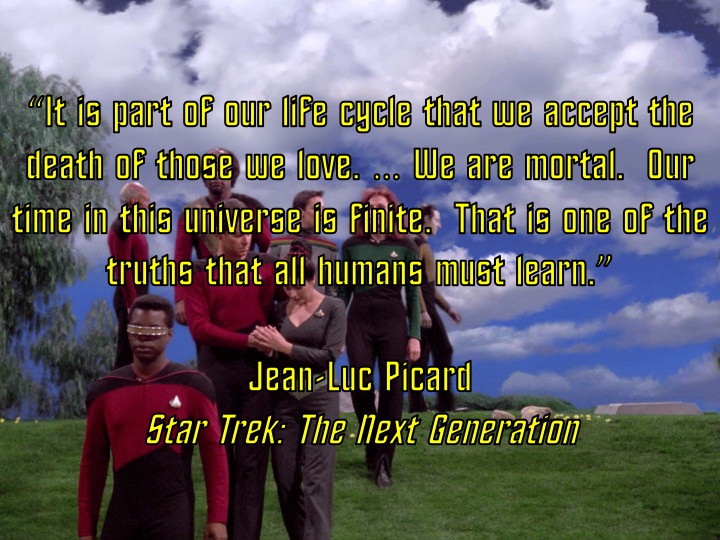 “It is part of our life cycle that we accept the
death of those we love. ... We are mortal.  Our
time in this universe is finite.  That is one of the
truths that all humans must learn.”
Jean-Luc Picard
Star Trek: The Next Generation